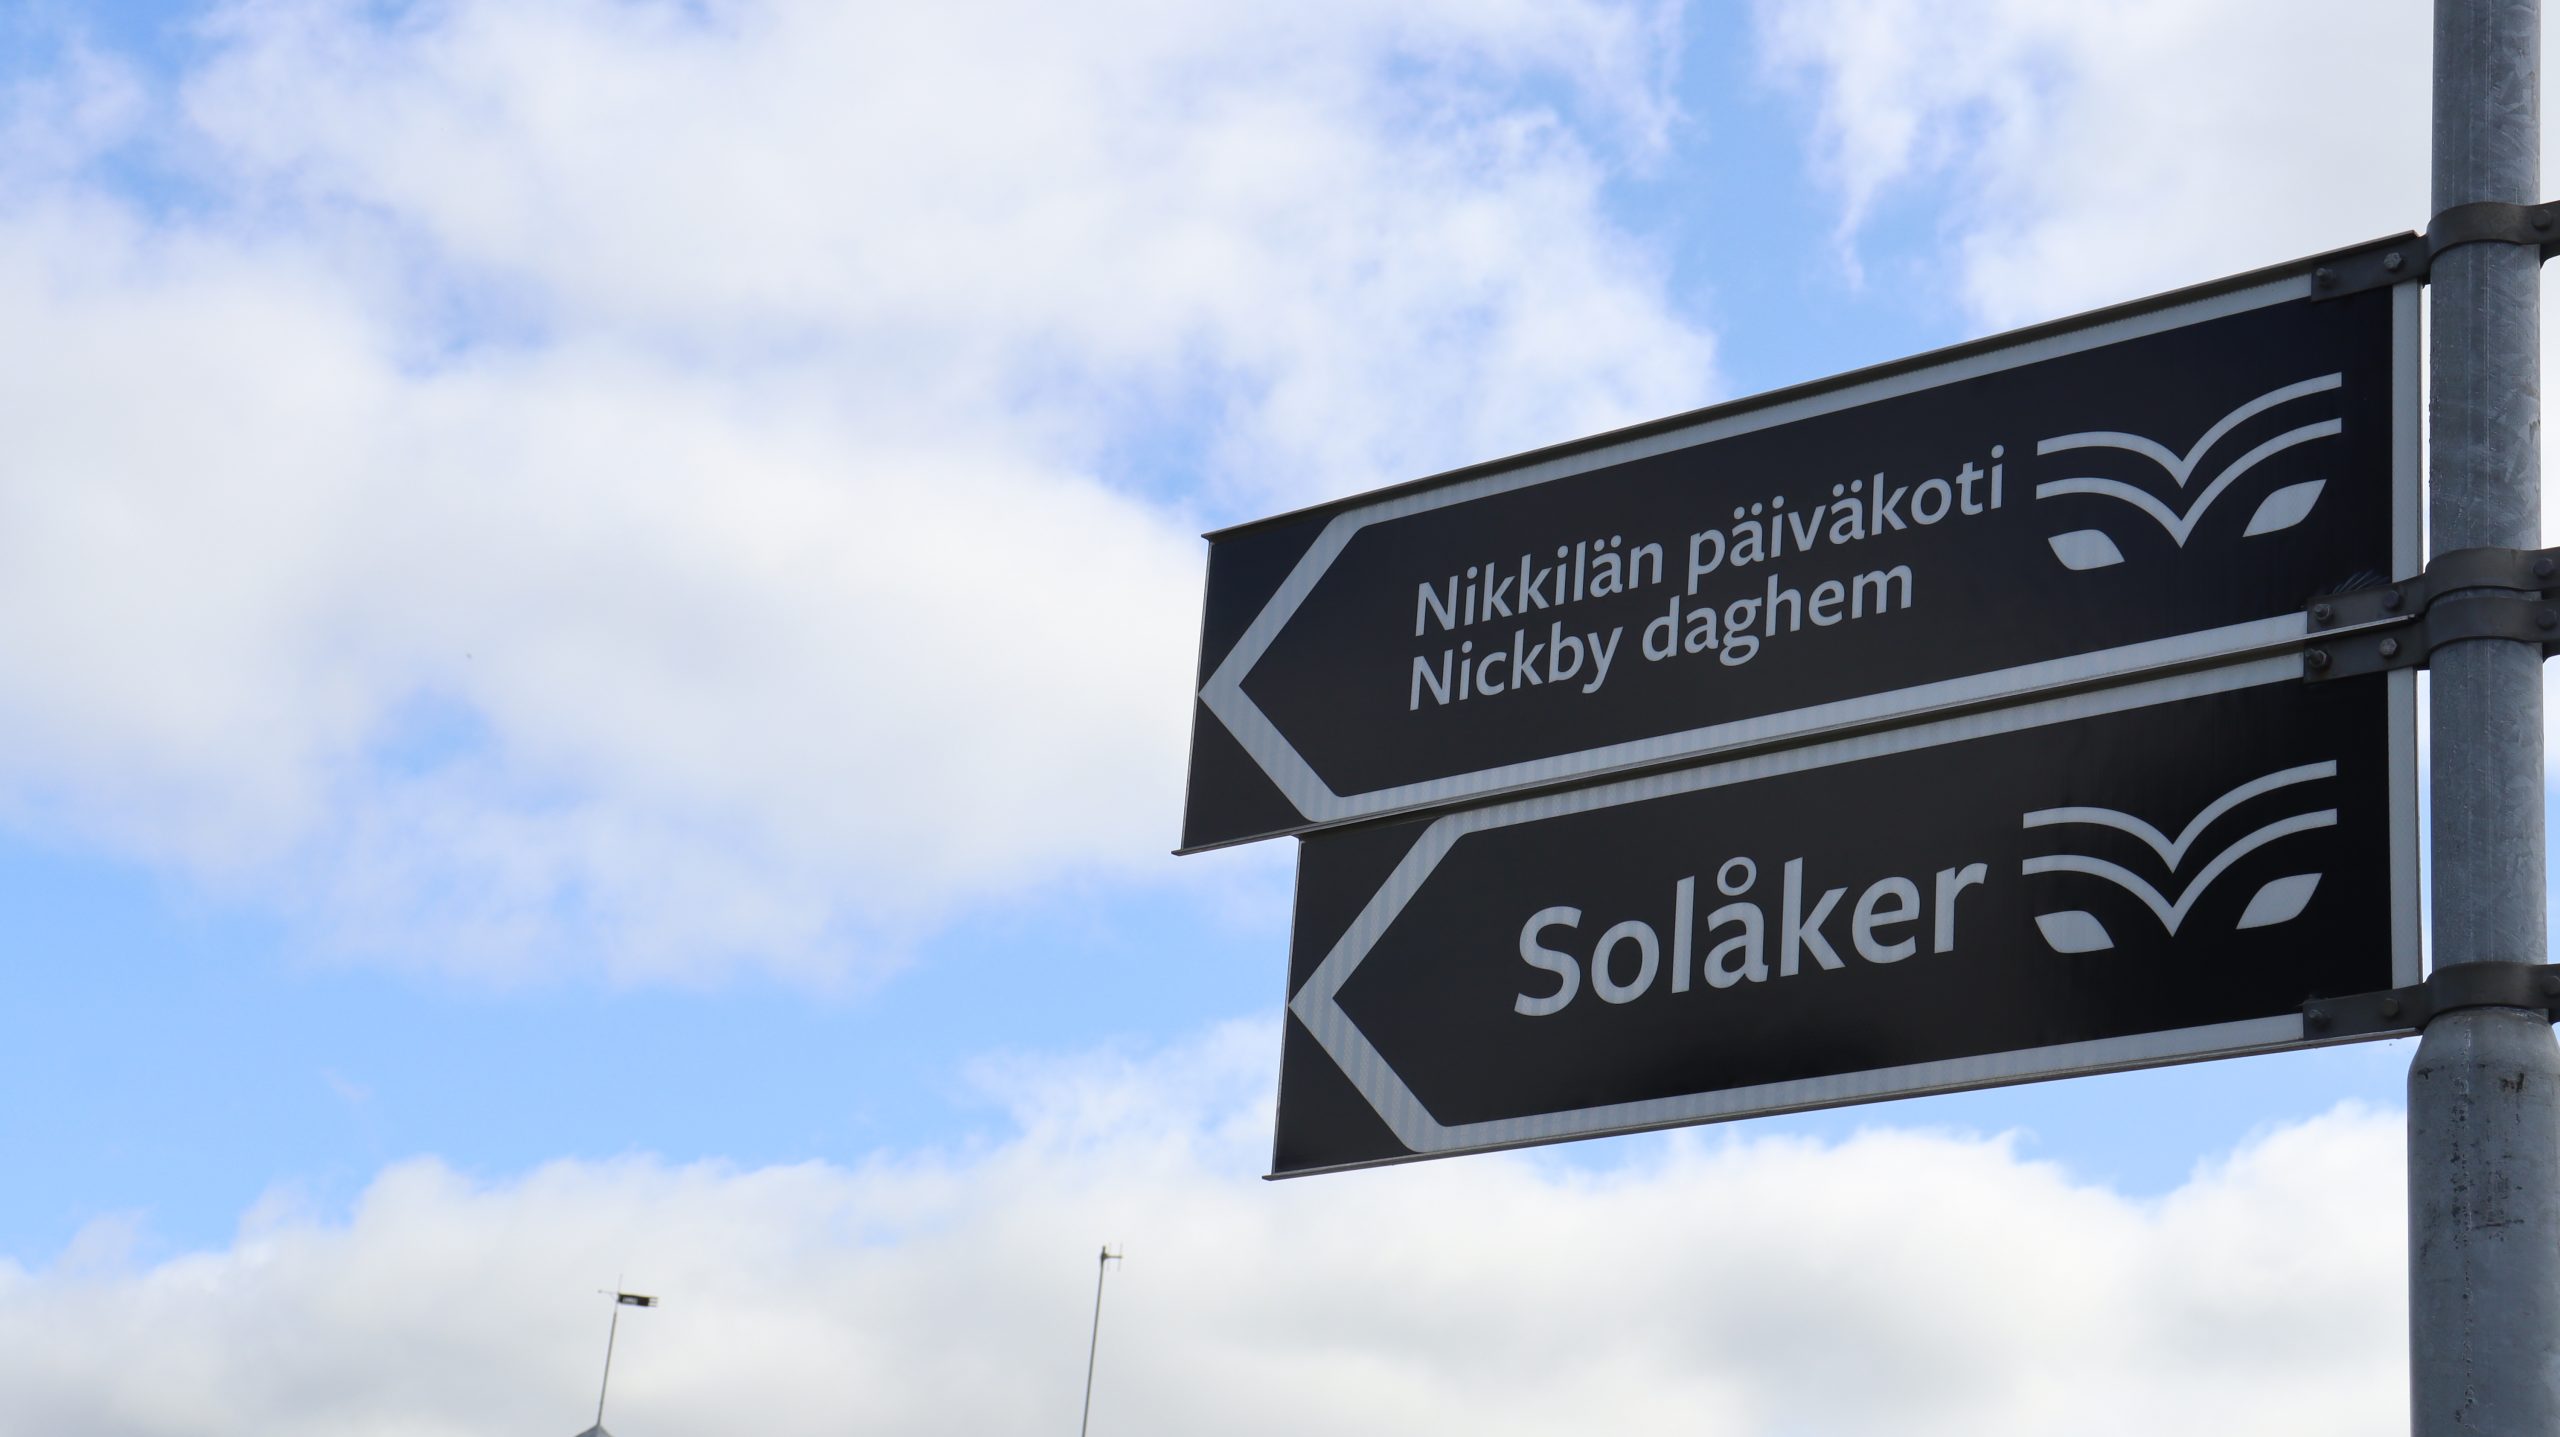 Nikkilän päiväkoti
Nickby daghem
Solåker